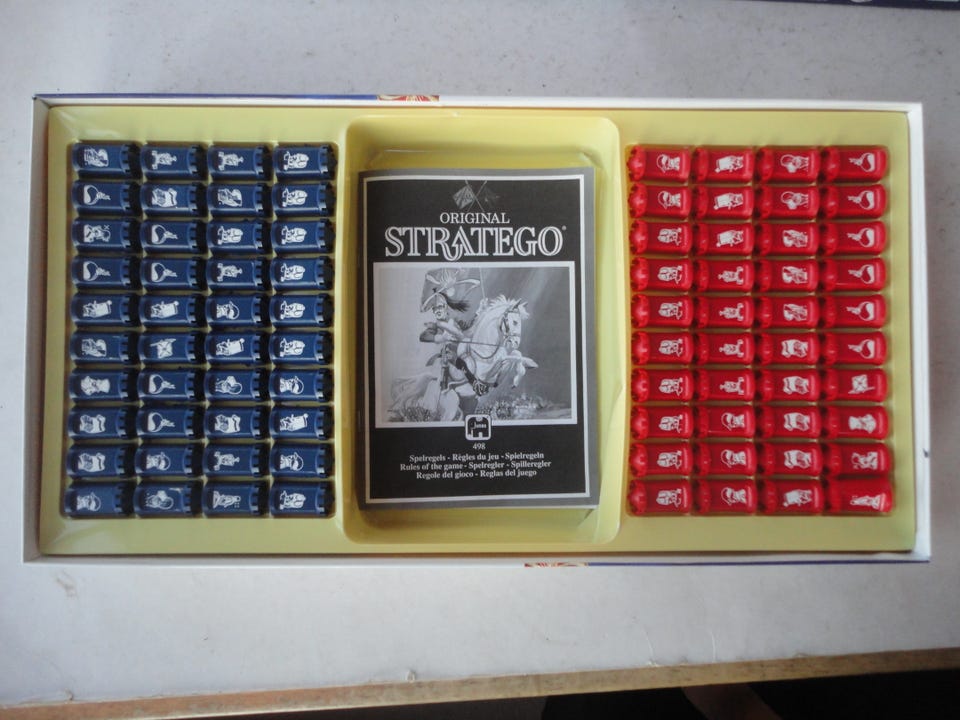 ORIGINAL
STRATEGO®
Jumbo
498
Spelregels - Règles du jeu - Spielregeln
Rules of the game - Spelregler - Spilleregler
Regole del gioco - Reglas del juego